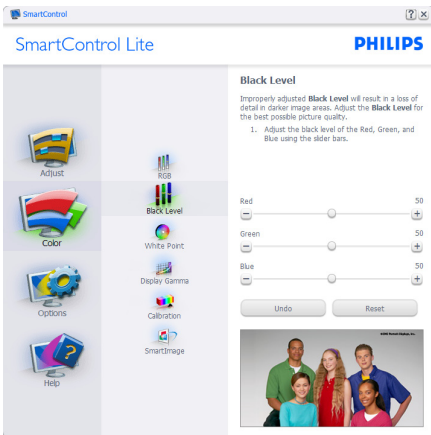 SmartControl
SmartControl Lite
PHILIPS
Adjust
Color
Options
Help
RGB
Black Level
White Point
Display Gamma
Calibration
SmartImage
Black Level
Improperly adjusted Black Level will result in a loss of
detail in darker image areas. Adjust the Black Level for
the best possible picture quality.
1. Adjust the black level of the Red, Green, and
Blue using the slider bars.
Red 50
Green 50
Blue 50
Undo Reset